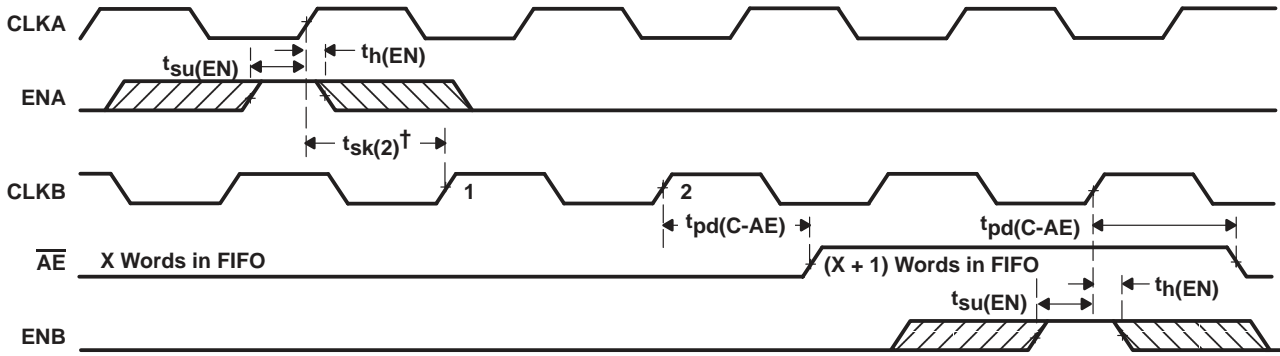 CLKA
tsu(EN)
th(EN)
ENA
tsk(2)†
CLKB
1
2
tpd(C-AE)
tpd(C-AE)
AE
X Words in FIFO
(X + 1) Words in FIFO
tsu(EN)
th(EN)
ENB